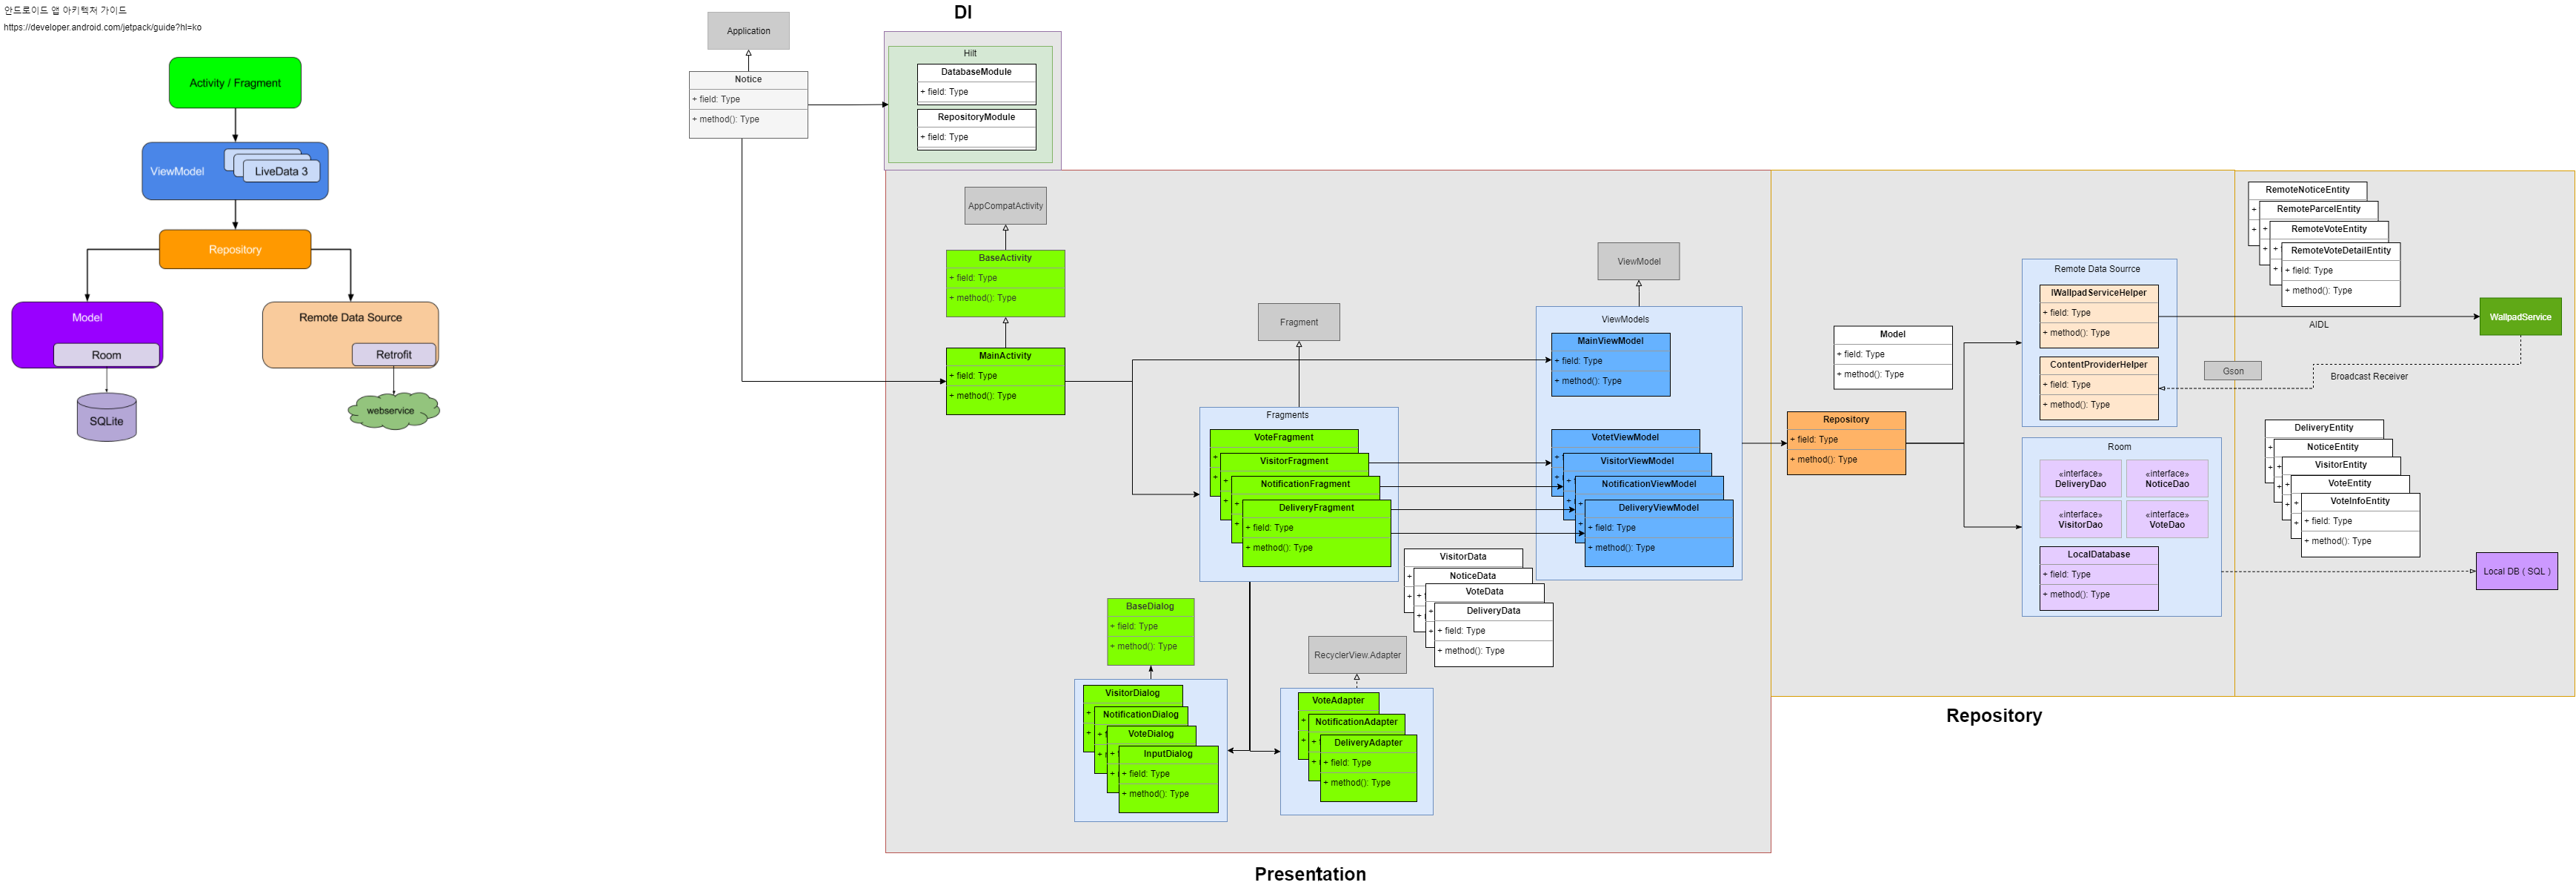 안드로이드 앱 아키텍처 가이드
https://developer.android.com/jetpack/guide?hl=ko
Activity / Fragment
ViewModel
LiveData 3
Repository
Model
Room
Remote Data Source
Retrofit
SQLite
webservice
DI
Application
Notice
+ field: Type
+ method(): Type
Hilt
DatabaseModule
+ field: Type
RepositoryModule
+ field: Type
AppCompatActivity
BaseActivity
+ field: Type
+ method(): Type
MainActivity
+ field: Type
+ method(): Type
Fragment
Fragments
VoteFragment
+
+
VisitorFragment
+
+
NotificationFragment
+
+
DeliveryFragment
+ field: Type
+ method(): Type
ViewModel
ViewModels
MainViewModel
+ field: Type
+ method(): Type
VotetViewModel
+
+
VisitorViewModel
+
+
NotificationViewModel
+
+
DeliveryViewModel
+ field: Type
+ method(): Type
VisitorData
+
+
NoticeData
+
+
VoteData
+
+
DeliveryData
+ field: Type
+ method(): Type
BaseDialog
+ field: Type
+ method(): Type
VisitorDialog
+
+
NotificationDialog
+
+
VoteDialog
+
+
InputDialog
+ field: Type
+ method(): Type
RecyclerView.Adapter
VoteAdapter
+
+
NotificationAdapter
+
+
DeliveryAdapter
+ field: Type
+ method(): Type
Presentation
Model
+ field: Type
+ method(): Type
Repository
+ field: Type
+ method(): Type
Remote Data Sourrce
IWallpadServiceHelper
+ field: Type
+ method(): Type
ContentProviderHelper
+ field: Type
+ method(): Type
Room
«interface»
DeliveryDao
«interface»
NoticeDao
«interface»
VisitorDao
«interface»
VoteDao
LocalDatabase
+ field: Type
+ method(): Type
RemoteNoticeEntity
+
+
RemoteParcelEntity
+
+
RemoteVoteEntity
+
+
RemoteVoteDetailEntity
+ field: Type
+ method(): Type
WallpadService
AIDL
Gson
Broadcast Receiver
DeliveryEntity
+
+
NoticeEntity
+
+
VisitorEntity
+
+
VoteEntity
+
+
VoteInfoEntity
+ field: Type
+ method(): Type
Local DB ( SQL )
Repository